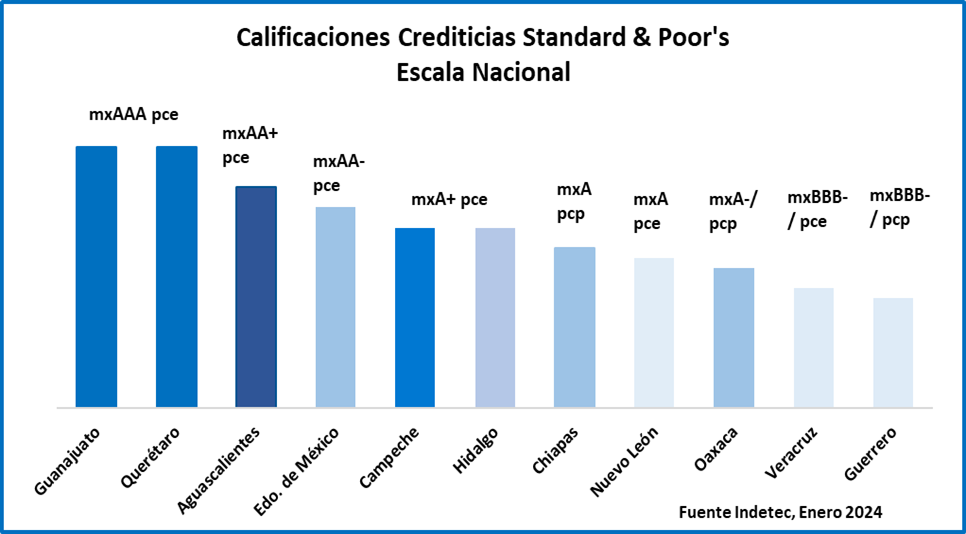 Calificaciones Crediticias Standard & Poor's
Escala Nacional
mxAAA pce
mxAA+
pce
mxAA-
pce
mxA+ pce
mxA
pcp
mxA
pce
mxA-/
pcp
mxBBB-
/ pce
mxBBB-
/ pcp
Guanajuato
Querétaro
Aguascalientes
Edo. de México
Campeche
Hidalgo
Chiapas
Nuevo León
Oaxaca
Veracruz
Guerrero
Fuente Indetec, Enero 2024